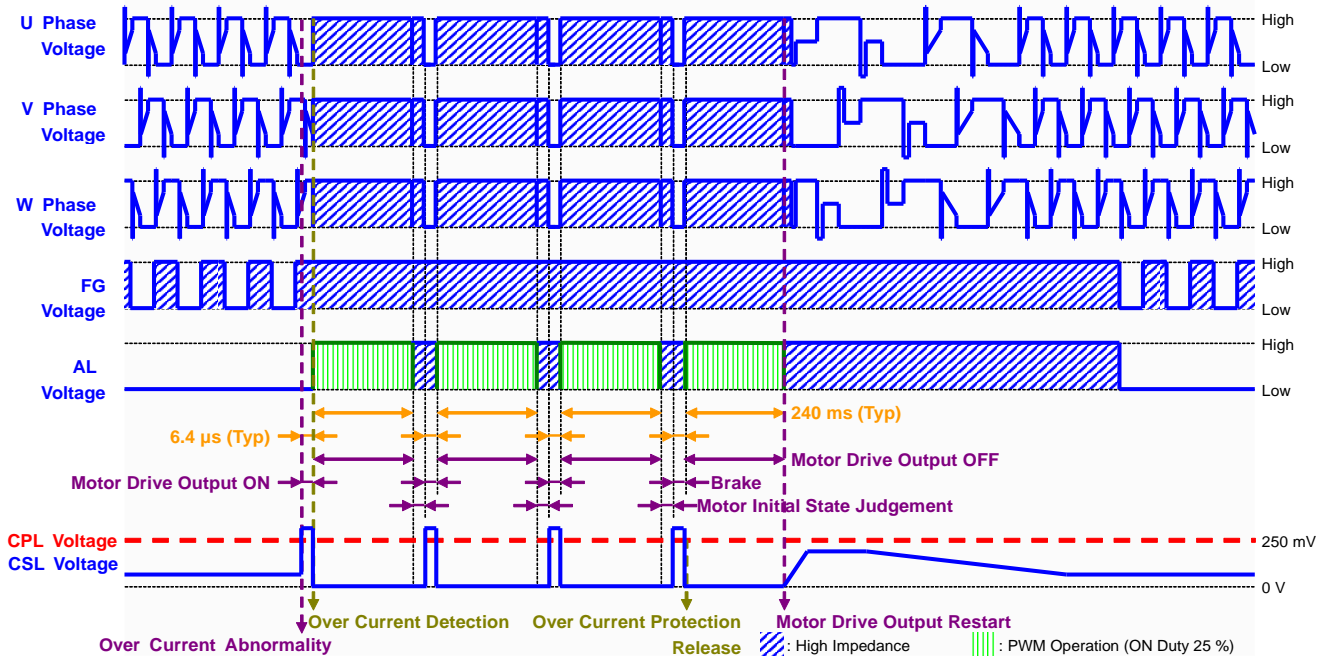 U Phase
Voltage
High
Low
V Phase
Voltage
High
Low
W Phase
Voltage
High
Low
FG
Voltage
High
Low
AL
Voltage
High
Low
240 ms (Typ)
6.4 µs (Typ)
Motor Drive Output OFF
Motor Drive Output ON
Brake
Motor Initial State Judgement
CPL Voltage
250 mV
CSL Voltage
0 V
Over Current Detection
Over Current Protection
Release
Motor Drive Output Restart
Over Current Abnormality
: High Impedance
: PWM Operation (ON Duty 25 %)